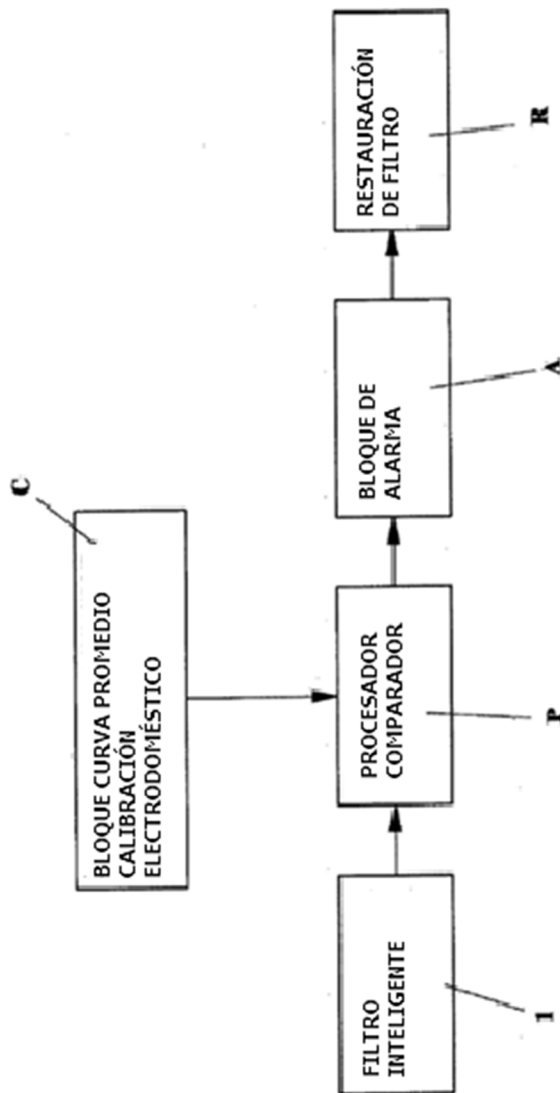 C
BLOQUE CURVA PROMEDIO
CALIBRACIÓN
ELECTRODOMÉSTICO
FILTRO
INTELIGENTE
1
PROCESADOR
COMPARADOR
P
BLOQUE DE
ALARMA
A
RESTAURACIÓN
DE FILTRO
R